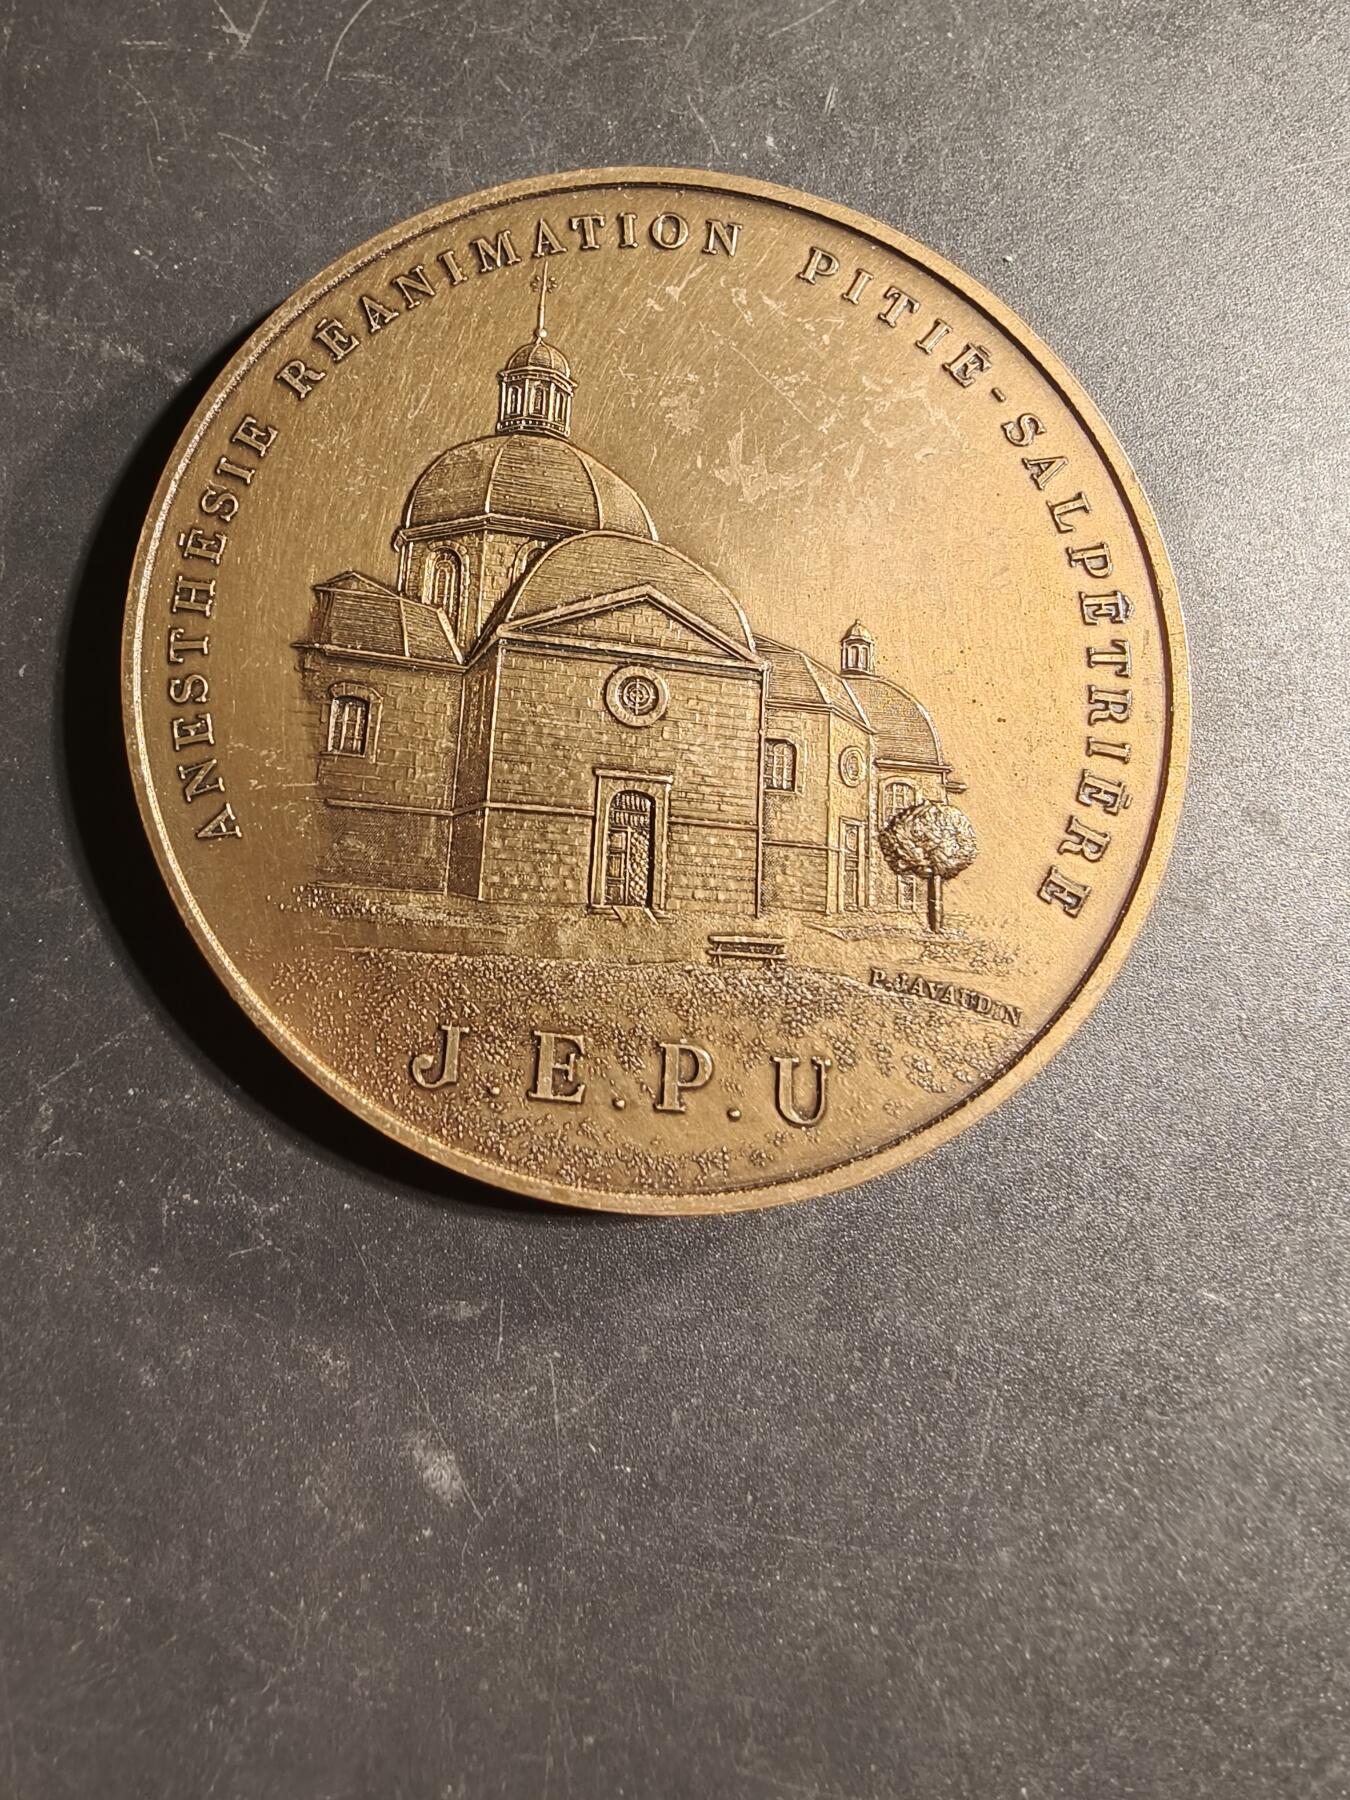 ANESTHÉSIE RÉANIMATION PITIÉ-SALPÊTRIÈRE
P. JAVAUDIN
J.E.P.U